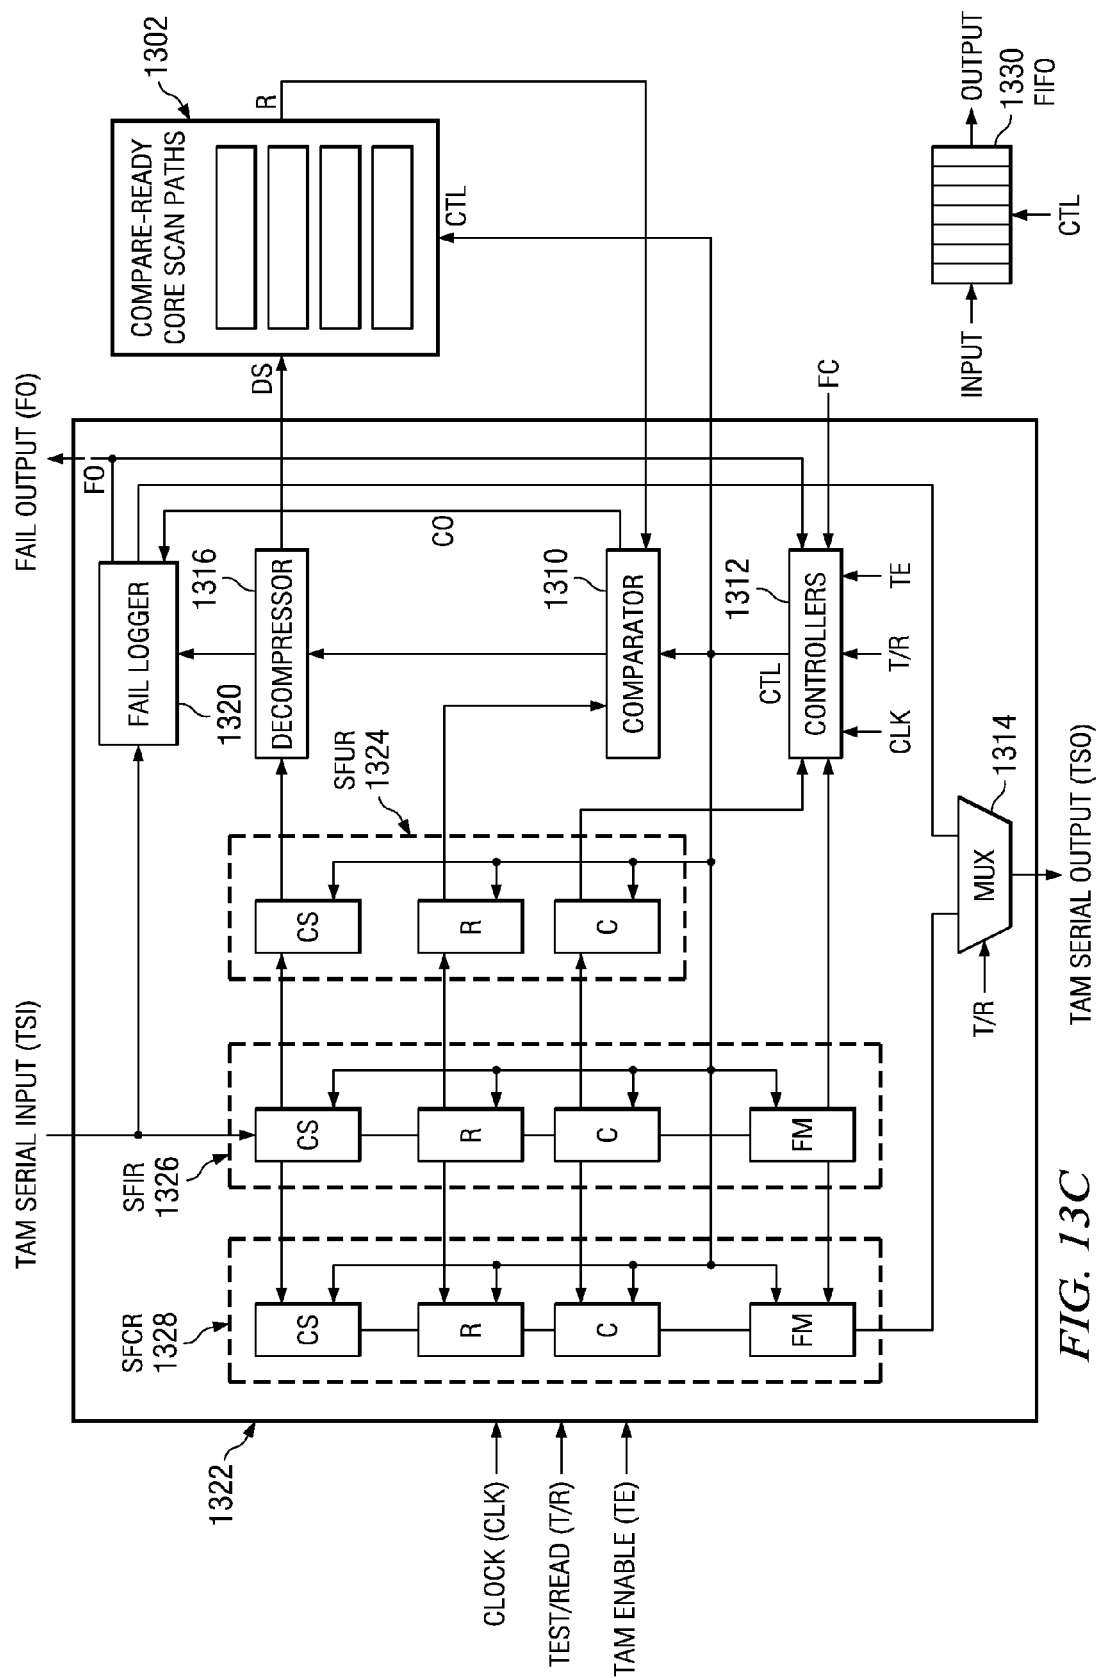 TAM SERIAL INPUT (TSI)
FAIL OUTPUT (FO)
FO
1302
R
COMPARE-READY
CORE SCAN PATHS
CTL
DS
FAIL LOGGER
1320
1316
DECOMPRESSOR
CO
1310
COMPARATOR
1312
CONTROLLERS
CTL
FC
TE
T/R
CLK
SFUR
1324
CS
R
C
SFIR
1326
CS
R
C
FM
SFCR
1328
CS
R
C
FM
1322
CLOCK (CLK)
TEST/READ (T/R)
TAM ENABLE (TE)
MUX
1314
T/R
TAM SERIAL OUTPUT (TSO)
INPUT
OUTPUT
1330
FIFO
CTL
FIG. 13C